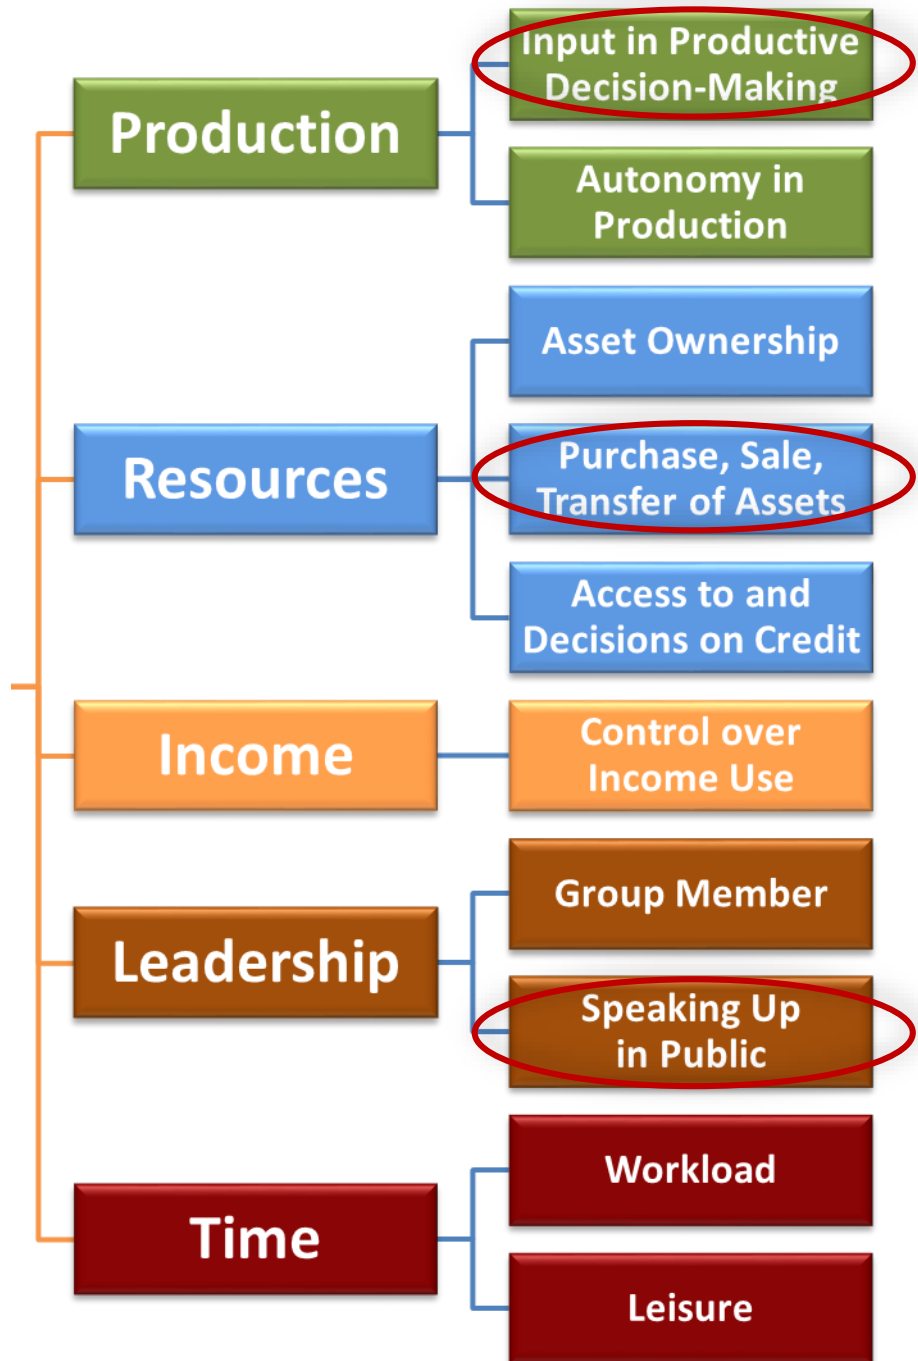 Production
Input in Productive
Decision-Making
Autonomy in
Production
Resources
Asset Ownership
Purchase, Sale,
Transfer of Assets
Access to and
Decisions on Credit
Income
Control over
Income Use
Leadership
Group Member
Speaking Up
in Public
Time
Workload
Leisure